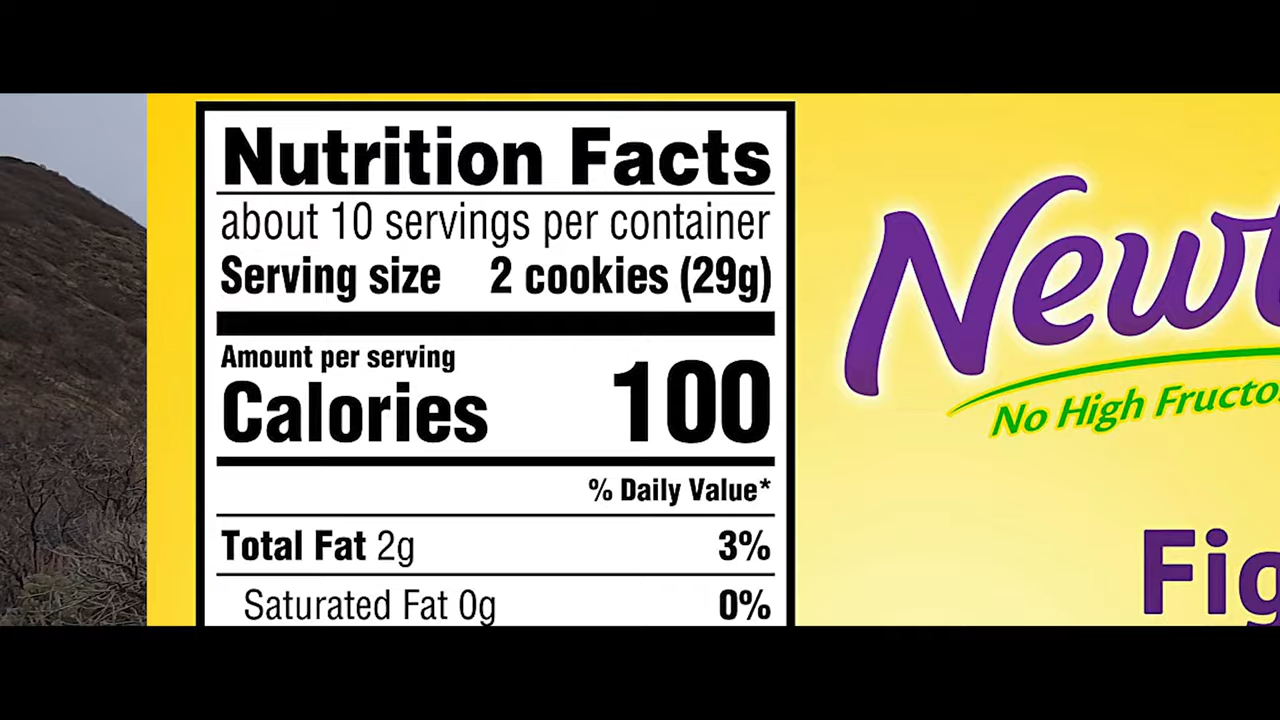 Nutrition Facts
about 10 servings per container
Serving size 2 cookies (29g)
Amount per serving
Calories 100
% Daily Value*
Total Fat 2g 3%
Saturated Fat 0g 0%
Newt
No High Fructo
Fig